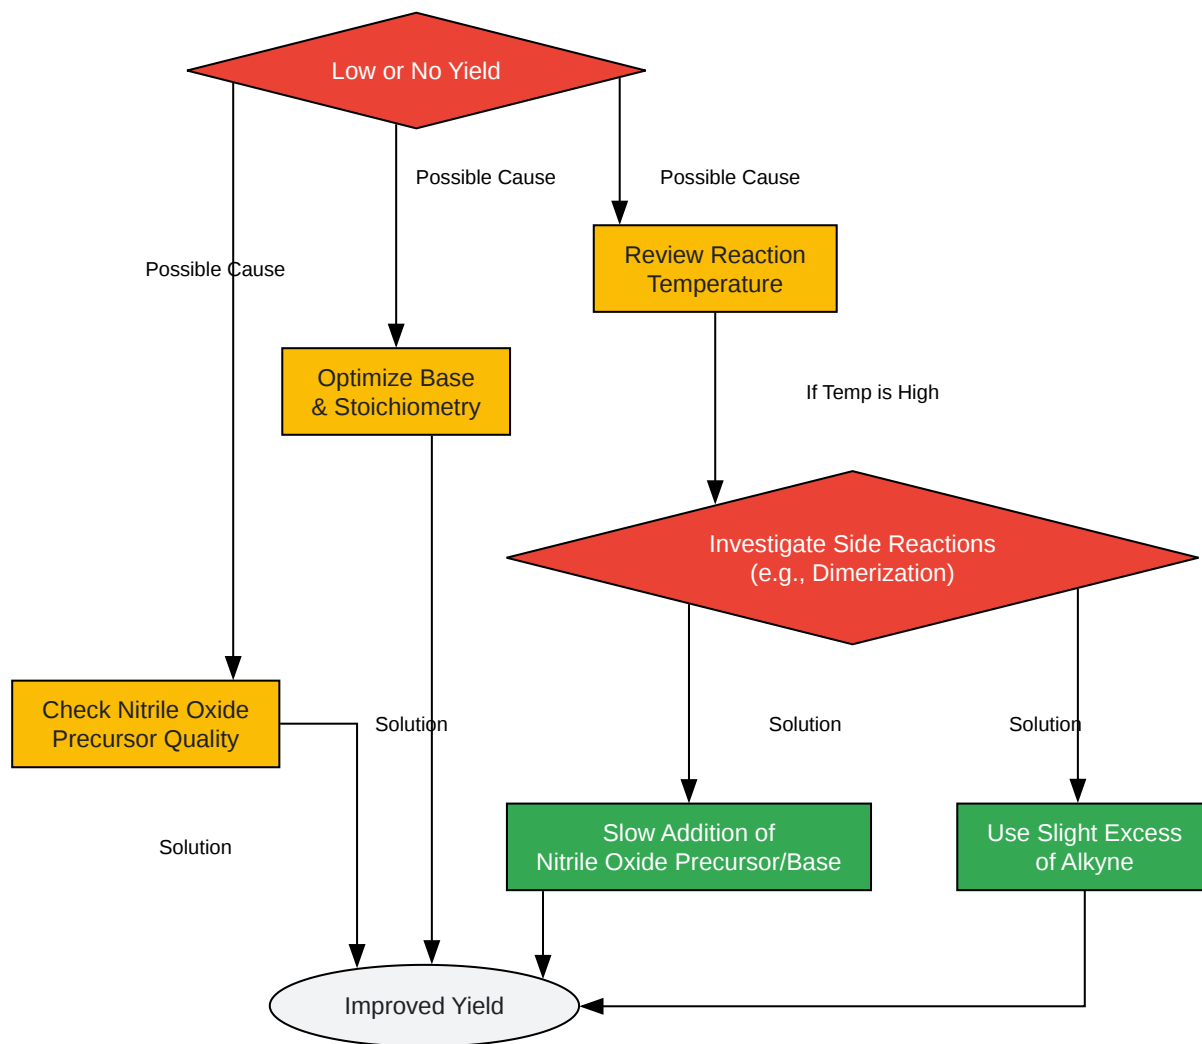 Low or No Yield
Possible Cause
Possible Cause
Possible Cause
Review Reaction
Temperature
Optimize Base
& Stoichiometry
If Temp is High
Investigate Side Reactions
(e.g., Dimerization)
Check Nitrile Oxide
Precursor Quality
Solution
Solution
Solution
Solution
Slow Addition of
Nitrile Oxide Precursor/Base
Use Slight Excess
of Alkyne
Improved Yield